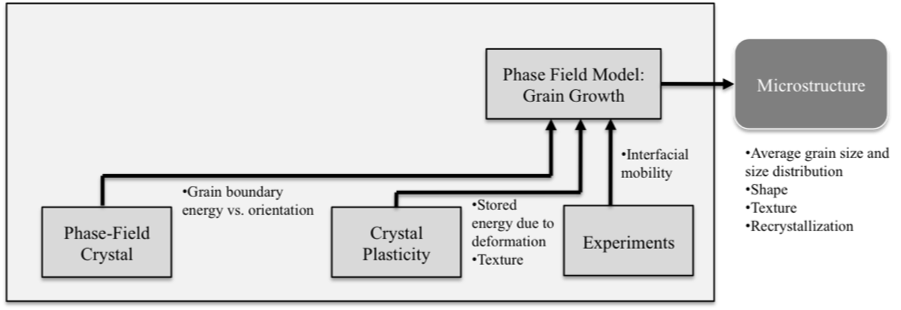 Phase Field Model:
Grain Growth
Microstructure
•Interfacial
mobility
•Average grain size and
size distribution
•Shape
•Texture
•Recrystallization
•Grain boundary
energy vs. orientation
•Stored
energy due to
deformation
•Texture
Phase-Field
Crystal
Crystal
Plasticity
Experiments